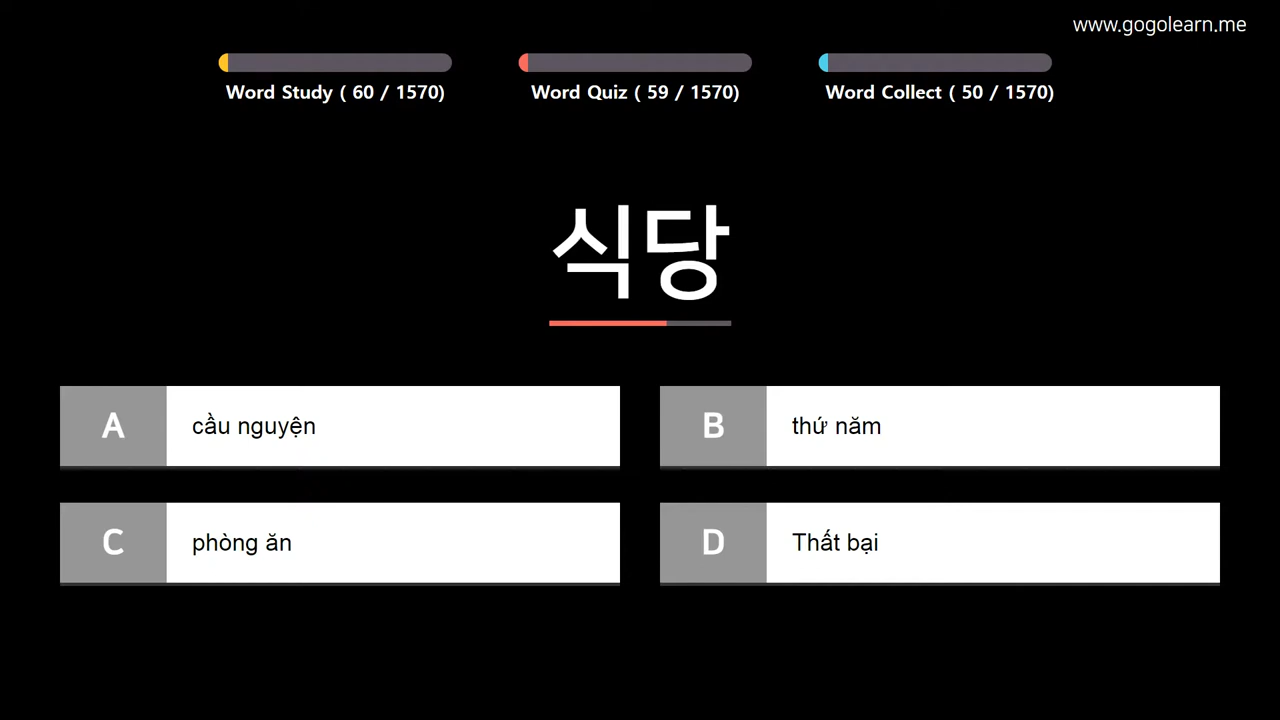 www.gogolearn.me
Word Study ( 60 / 1570)
Word Quiz ( 59 / 1570)
Word Collect ( 50 / 1570)
식당
A cầu nguyện
B thứ năm
C phòng ăn
D Thất bại